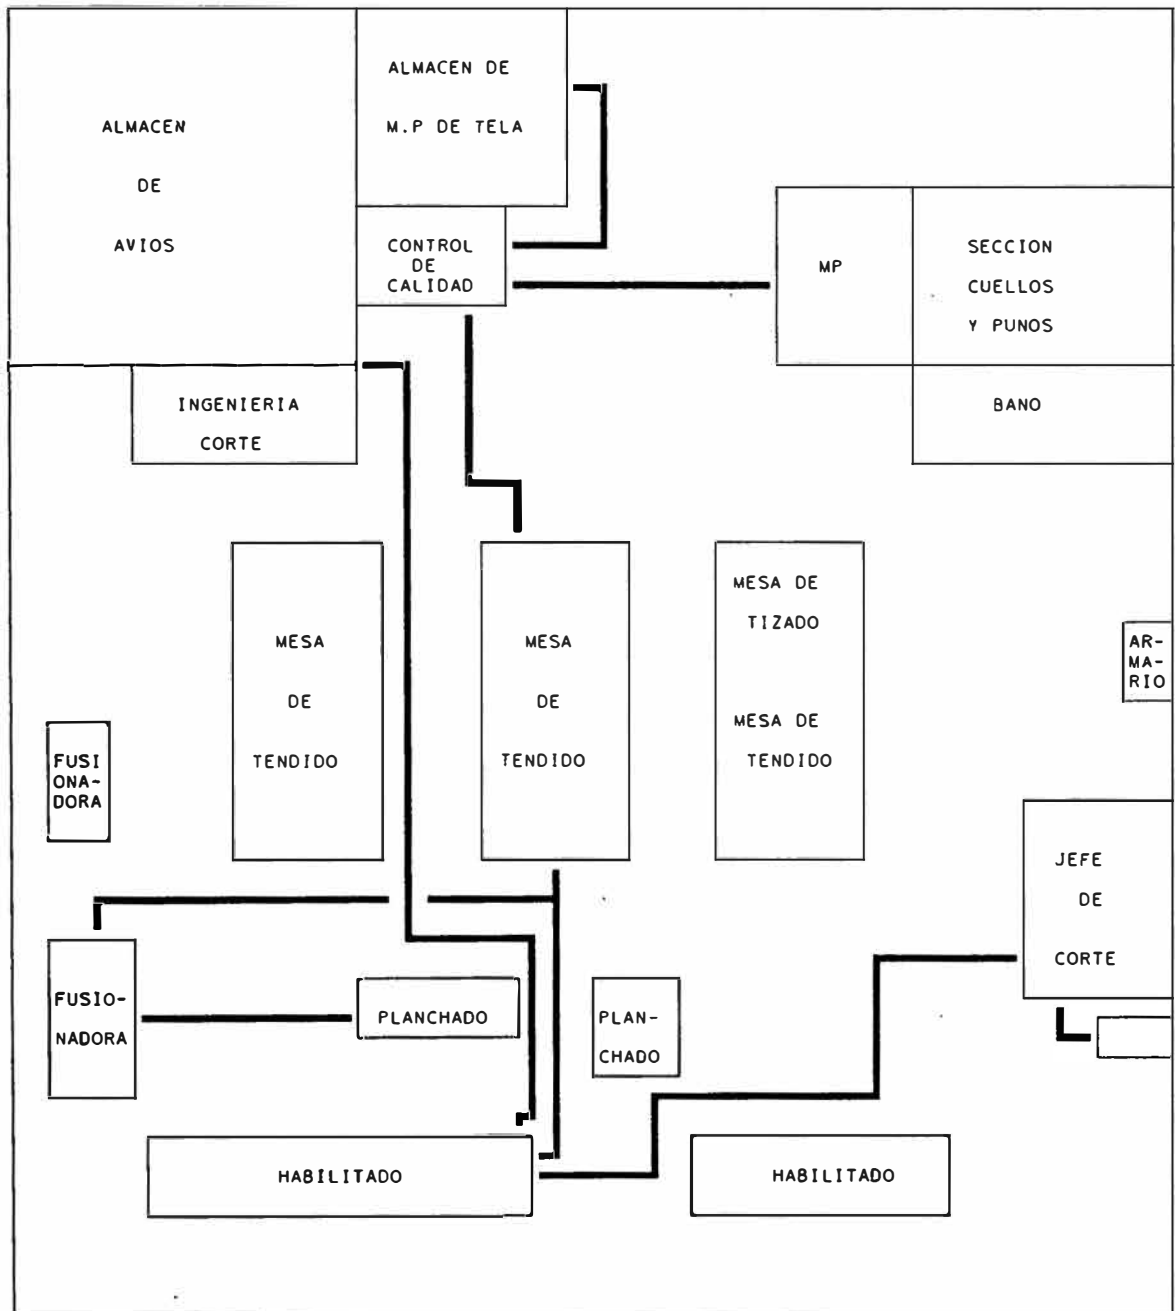 ALMACEN
DE
AVIOS
ALMACEN DE
M.P DE TELA
CONTROL
DE
CALIDAD
MP
SECCION
CUELLOS
Y PUNOS
INGENIERIA
CORTE
BANO
MESA
DE
TENDIDO
MESA
DE
TENDIDO
MESA DE
TIZADO
MESA DE
TENDIDO
AR-
MA-
RIO
FUSI
ONA-
DORA
JEFE
DE
CORTE
FUSIO-
NADORA
PLANCHADO
PLAN-
CHADO
HABILITADO
HABILITADO